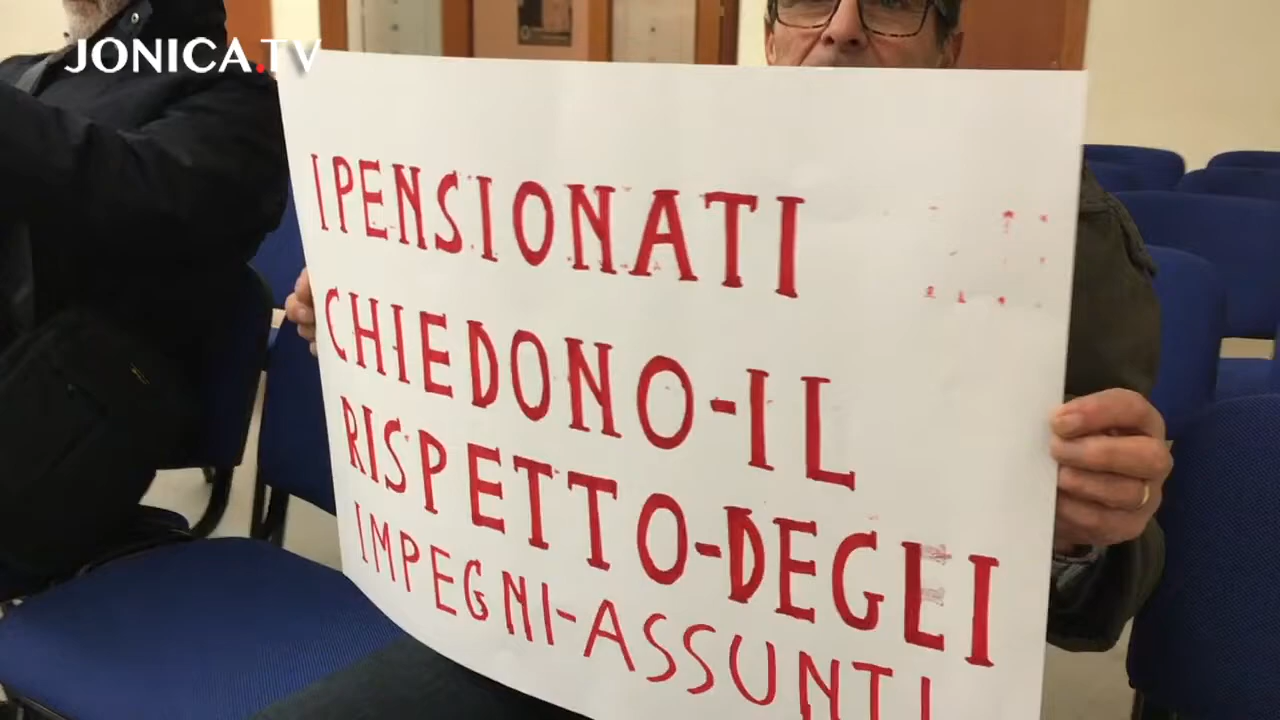 JONICA.TV
I PENSIONATI
CHIEDONO-IL
RISPETTO-DEGLI
IMPEGNI-ASSUNTI